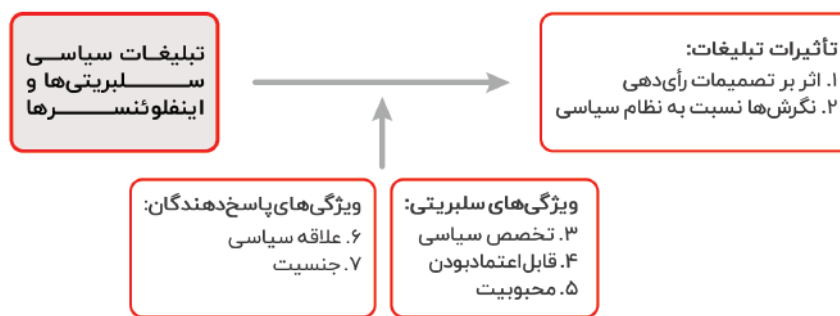 تبلیغات سیاسی
سلبریتی‌ها و
اینفلوئنسرها
تأثیرات تبلیغات:
۱. اثر بر تصمیمات رأی‌دهی
۲. نگرش‌ها نسبت به نظام سیاسی
ویژگی‌های سلبریتی:
۳. تخصص سیاسی
۴. قابل‌اعتمادبودن
۵. محبوبیت
ویژگی‌های پاسخ‌دهندگان:
۶. علاقه سیاسی
۷. جنسیت